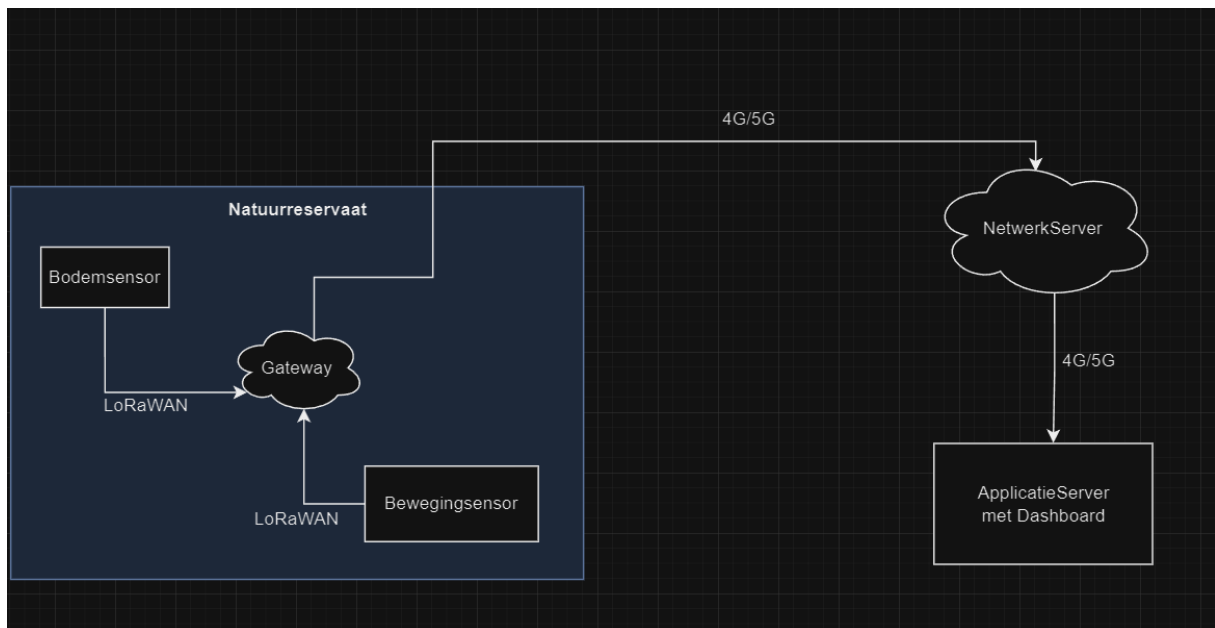 4G/5G
Natuurreservaat
NetwerkServer
Bodemsensor
Gateway
4G/5G
LoRaWAN
ApplicatieServer
met Dashboard
Bewegingsensor
LoRaWAN